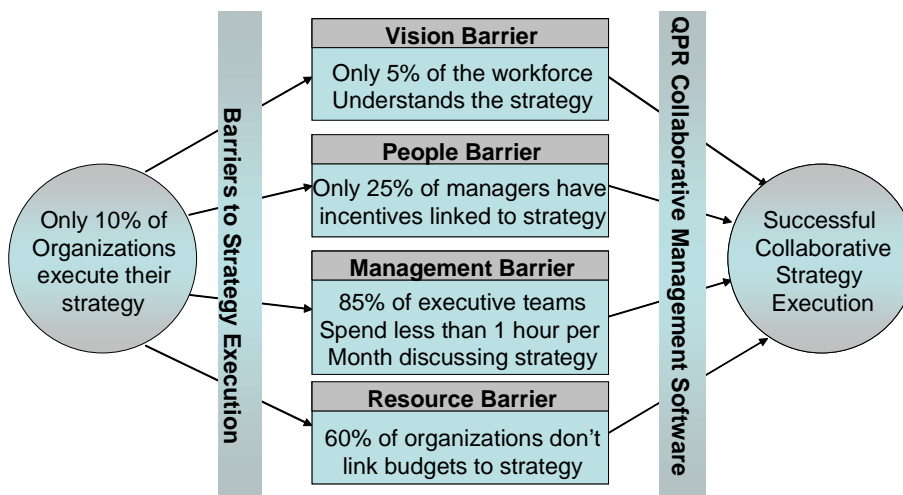 Only 10% of
Organizations
execute their
strategy
Barriers to Strategy Execution
Vision Barrier
Only 5% of the workforce
Understands the strategy
People Barrier
Only 25% of managers have
incentives linked to strategy
Management Barrier
85% of executive teams
Spend less than 1 hour per
Month discussing strategy
Resource Barrier
60% of organizations don’t
link budgets to strategy
QPR Collaborative Management Software
Successful
Collaborative
Strategy
Execution